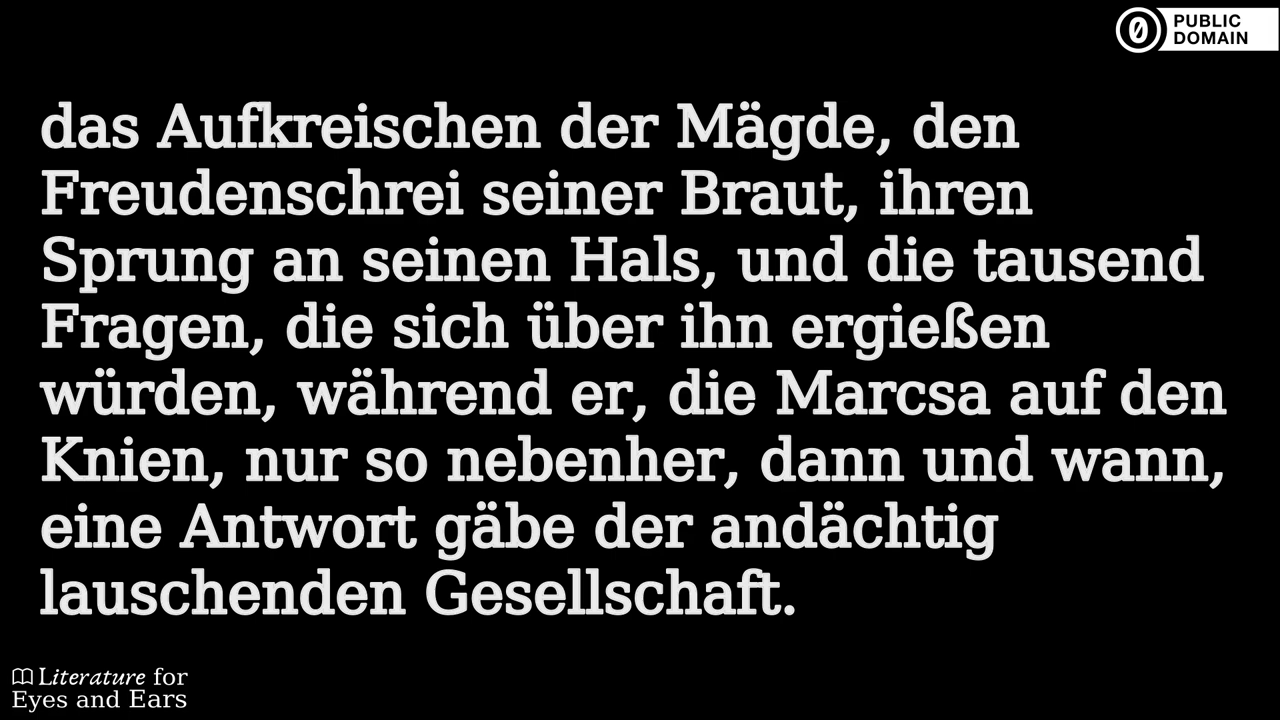 PUBLIC
DOMAIN
das Aufkreischen der Mägde, den
Freudenschrei seiner Braut, ihren
Sprung an seinen Hals, und die tausend
Fragen, die sich über ihn ergießen
würden, während er, die Marcsa auf den
Knien, nur so nebenher, dann und wann,
eine Antwort gäbe der andächtig
lauschenden Gesellschaft.
Literature for
Eyes and Ears